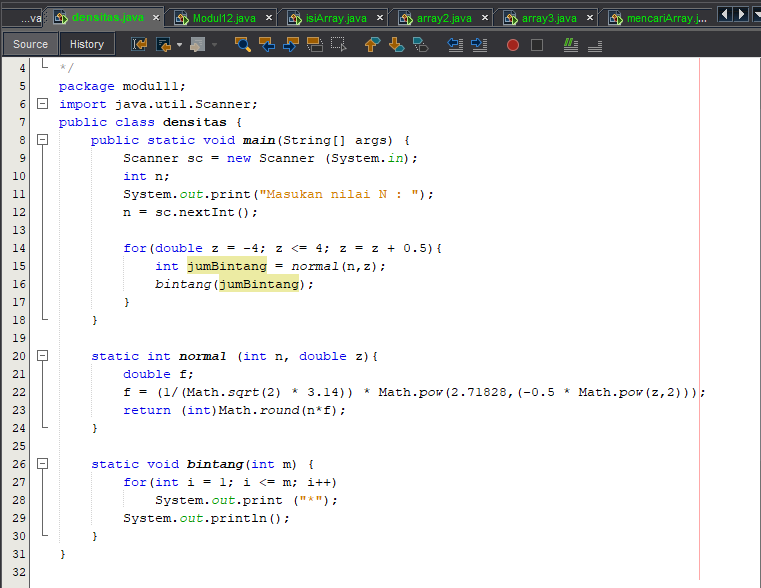 ...va densitas.java × Modul12.java × isiArray.java × array2.java × array3.java × mencariArray.j...
Source History
4 */
5 package modul11;
6 import java.util.Scanner;
7 public class densitas {
8 public static void main(String[] args) {
9 Scanner sc = new Scanner (System.in);
10 int n;
11 System.out.print("Masukan nilai N : ");
12 n = sc.nextInt();
13
14 for(double z = -4; z <= 4; z = z + 0.5){
15 int jumBintang = normal(n,z);
16 bintang(jumBintang);
17 }
18 }
19
20 static int normal (int n, double z){
21 double f;
22 f = (1/(Math.sqrt(2) * 3.14)) * Math.pow(2.71828,(-0.5 * Math.pow(z,2)));
23 return (int)Math.round(n*f);
24 }
25
26 static void bintang(int m) {
27 for(int i = 1; i <= m; i++)
28 System.out.print ("*");
29 System.out.println();
30 }
31 }
32